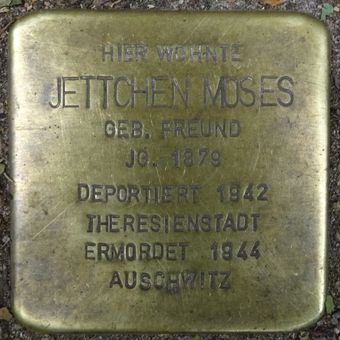 HIER WOHNTE
JETTCHEN MOSES
GEB. FREUND
JG. 1879
DEPORTIERT 1942
THERESIENSTADT
ERMORDET 1944
AUSCHWITZ